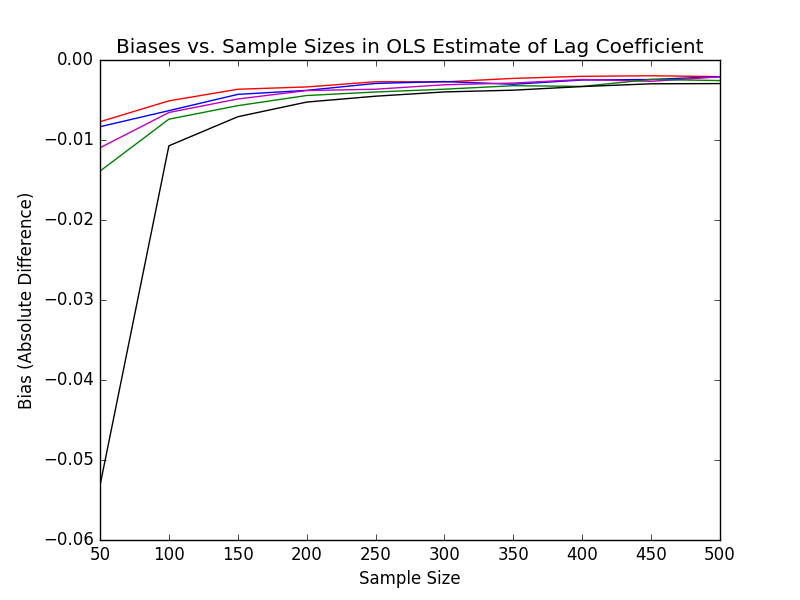 Biases vs. Sample Sizes in OLS Estimate of Lag Coefficient
0.00
−0.01
−0.02
−0.03
−0.04
−0.05
−0.06
Bias (Absolute Difference)
50 100 150 200 250 300 350 400 450 500
Sample Size